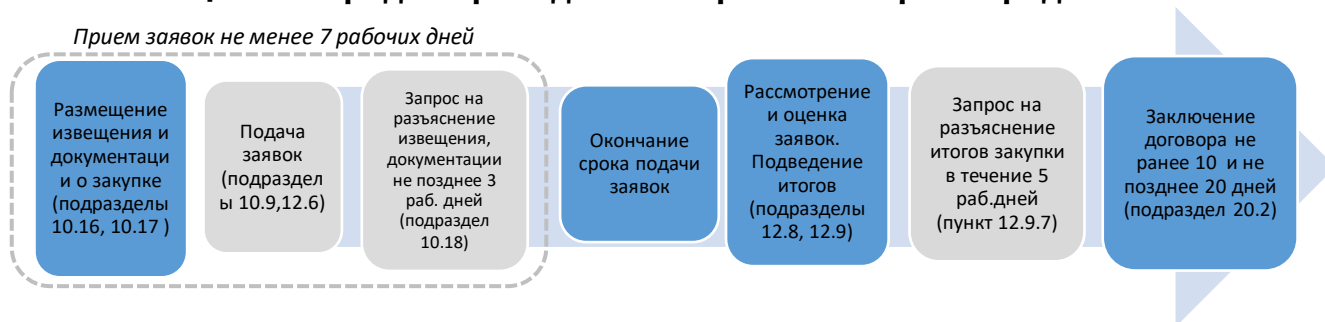 Прием заявок не менее 7 рабочих дней
Размещение
извещения и
документаци
и о закупке
(подразделы
10.16, 10.17 )
Подача
заявок
(подраздел
ы 10.9,12.6)
Запрос на
разъяснение
извещения,
документации
не позднее 3
раб. дней
(подраздел
10.18)
Окончание
срока подачи
заявок
Рассмотрение
и оценка
заявок.
Подведение
итогов
(подразделы
12.8, 12.9)
Запрос на
разъяснение
итогов закупки
в течение 5
раб.дней
(пункт 12.9.7)
Заключение
договора не
ранее 10 и не
позднее 20 дней
(подраздел 20.2)